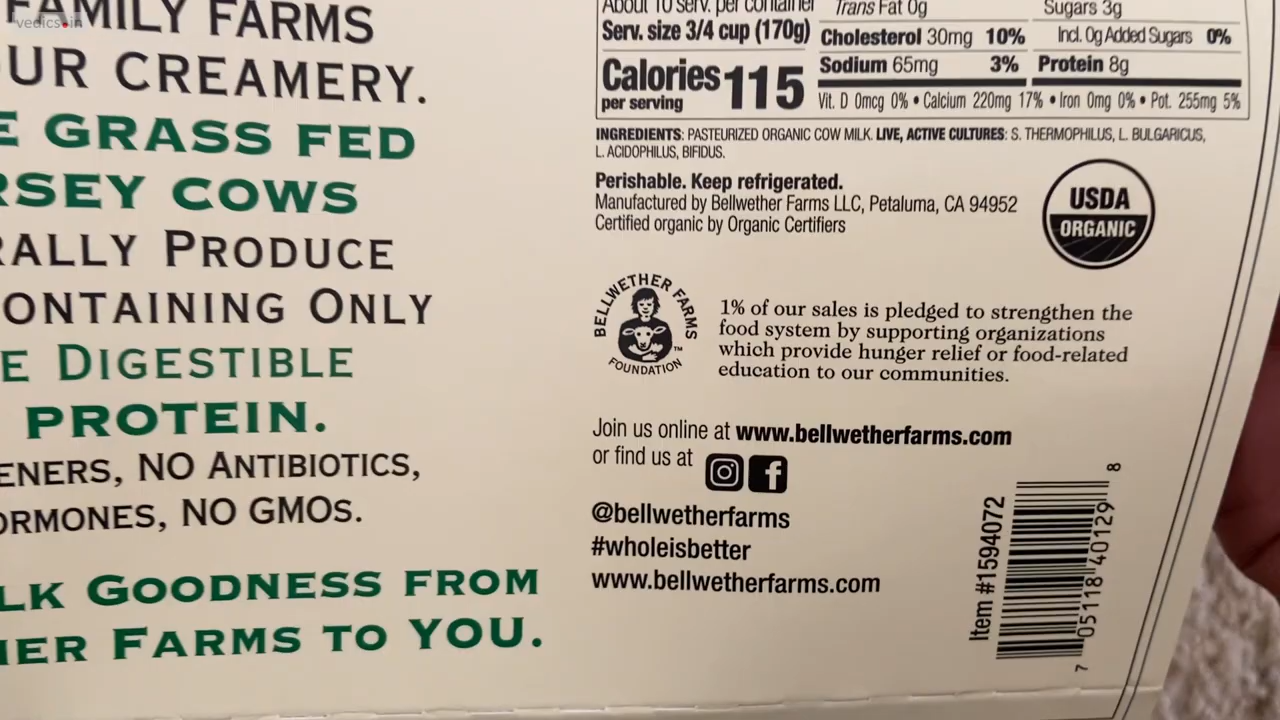 vedics.in
FAMILY FARMS
UR CREAMERY.
GRASS FED
RSEY COWS
RALLY PRODUCE
ONTAINING ONLY
E DIGESTIBLE
PROTEIN.
ENERS, NO ANTIBIOTICS,
ORMONES, NO GMOS.
LK GOODNESS FROM
HER FARMS TO YOU.
About 10 serv. per container
Serv. size 3/4 cup (170g)
Calories 115
per serving
Trans Fat 0g
Cholesterol 30mg 10%
Sodium 65mg 3%
Sugars 3g
Incl. 0g Added Sugars 0%
Protein 8g
Vit. D 0mcg 0% • Calcium 220mg 17% • Iron 0mg 0% • Pot. 255mg 5%
INGREDIENTS: PASTEURIZED ORGANIC COW MILK. LIVE, ACTIVE CULTURES: S. THERMOPHILUS, L. BULGARICUS,
L. ACIDOPHILUS, BIFIDUS.
Perishable. Keep refrigerated.
Manufactured by Bellwether Farms LLC, Petaluma, CA 94952
Certified organic by Organic Certifiers
USDA
ORGANIC
BELLWETHER FARMS
FOUNDATION
TM
1% of our sales is pledged to strengthen the
food system by supporting organizations
which provide hunger relief or food-related
education to our communities.
Join us online at www.bellwetherfarms.com
or find us at
@bellwetherfarms
#wholeisbetter
www.bellwetherfarms.com
Item #1594072
7 05118 40129 8